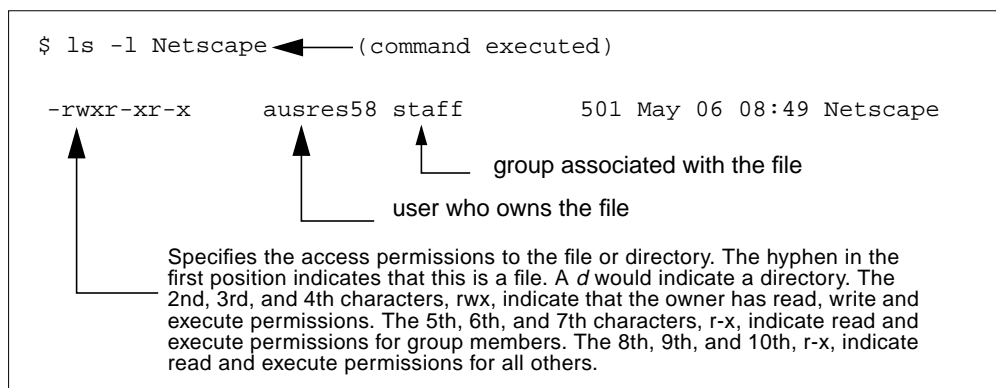 $ ls -l Netscape (command executed)
-rwxr-xr-x ausres58 staff 501 May 06 08:49 Netscape
group associated with the file
user who owns the file
Specifies the access permissions to the file or directory. The hyphen in the
first position indicates that this is a file. A d would indicate a directory. The
2nd, 3rd, and 4th characters, rwx, indicate that the owner has read, write and
execute permissions. The 5th, 6th, and 7th characters, r-x, indicate read and
execute permissions for group members. The 8th, 9th, and 10th, r-x, indicate
read and execute permissions for all others.